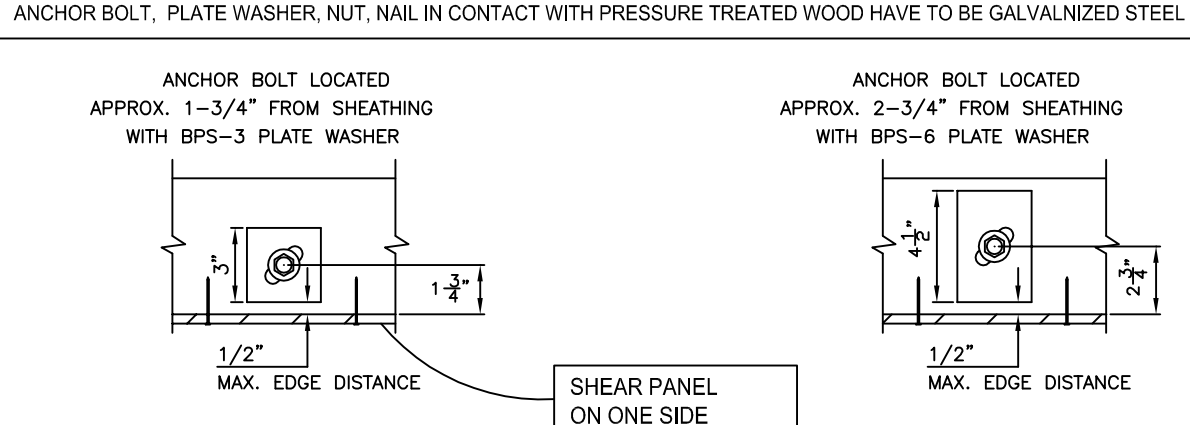 ANCHOR BOLT, PLATE WASHER, NUT, NAIL IN CONTACT WITH PRESSURE TREATED WOOD HAVE TO BE GALVALNIZED STEEL
ANCHOR BOLT LOCATED
APPROX. 1-3/4" FROM SHEATHING
WITH BPS-3 PLATE WASHER
3"
1 3/4"
1/2"
MAX. EDGE DISTANCE
SHEAR PANEL
ON ONE SIDE
ANCHOR BOLT LOCATED
APPROX. 2-3/4" FROM SHEATHING
WITH BPS-6 PLATE WASHER
4 1/2"
2 3/4"
1/2"
MAX. EDGE DISTANCE